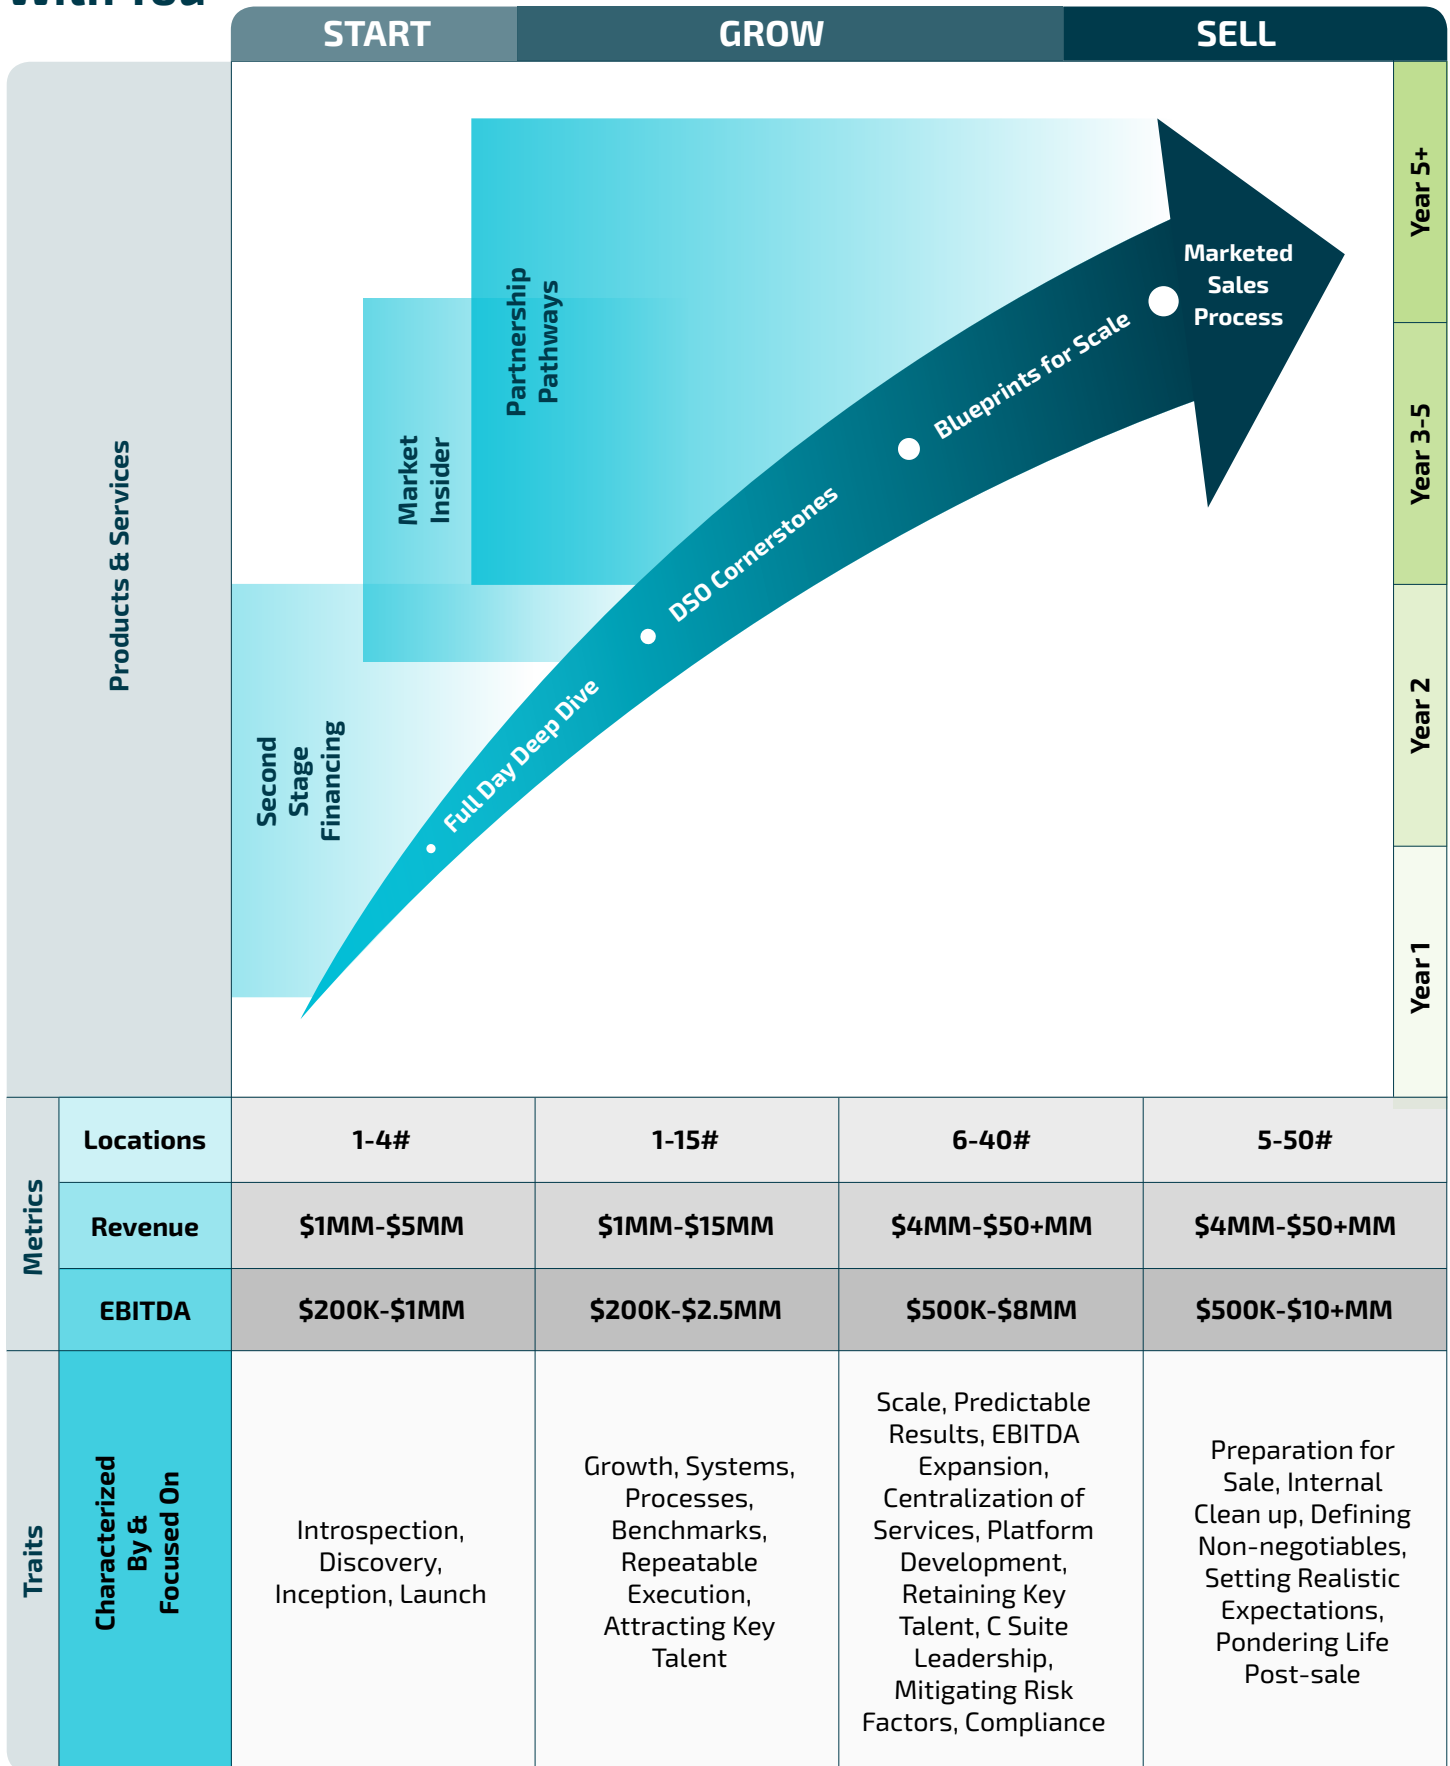 With You
START
GROW
SELL
Products & Services
Year 5+
Year 3-5
Year 2
Year 1
Partnership
Pathways
Market
Insider
Second
Stage
Financing
Full Day Deep Dive
DSO Cornerstones
Blueprints for Scale
Marketed
Sales
Process
Metrics
Locations
1-4#
1-15#
6-40#
5-50#
Revenue
$1MM-$5MM
$1MM-$15MM
$4MM-$50+MM
$4MM-$50+MM
EBITDA
$200K-$1MM
$200K-$2.5MM
$500K-$8MM
$500K-$10+MM
Traits
Characterized
By &
Focused On
Introspection,
Discovery,
Inception, Launch
Growth, Systems,
Processes,
Benchmarks,
Repeatable
Execution,
Attracting Key
Talent
Scale, Predictable
Results, EBITDA
Expansion,
Centralization of
Services, Platform
Development,
Retaining Key
Talent, C Suite
Leadership,
Mitigating Risk
Factors, Compliance
Preparation for
Sale, Internal
Clean up, Defining
Non-negotiables,
Setting Realistic
Expectations,
Pondering Life
Post-sale